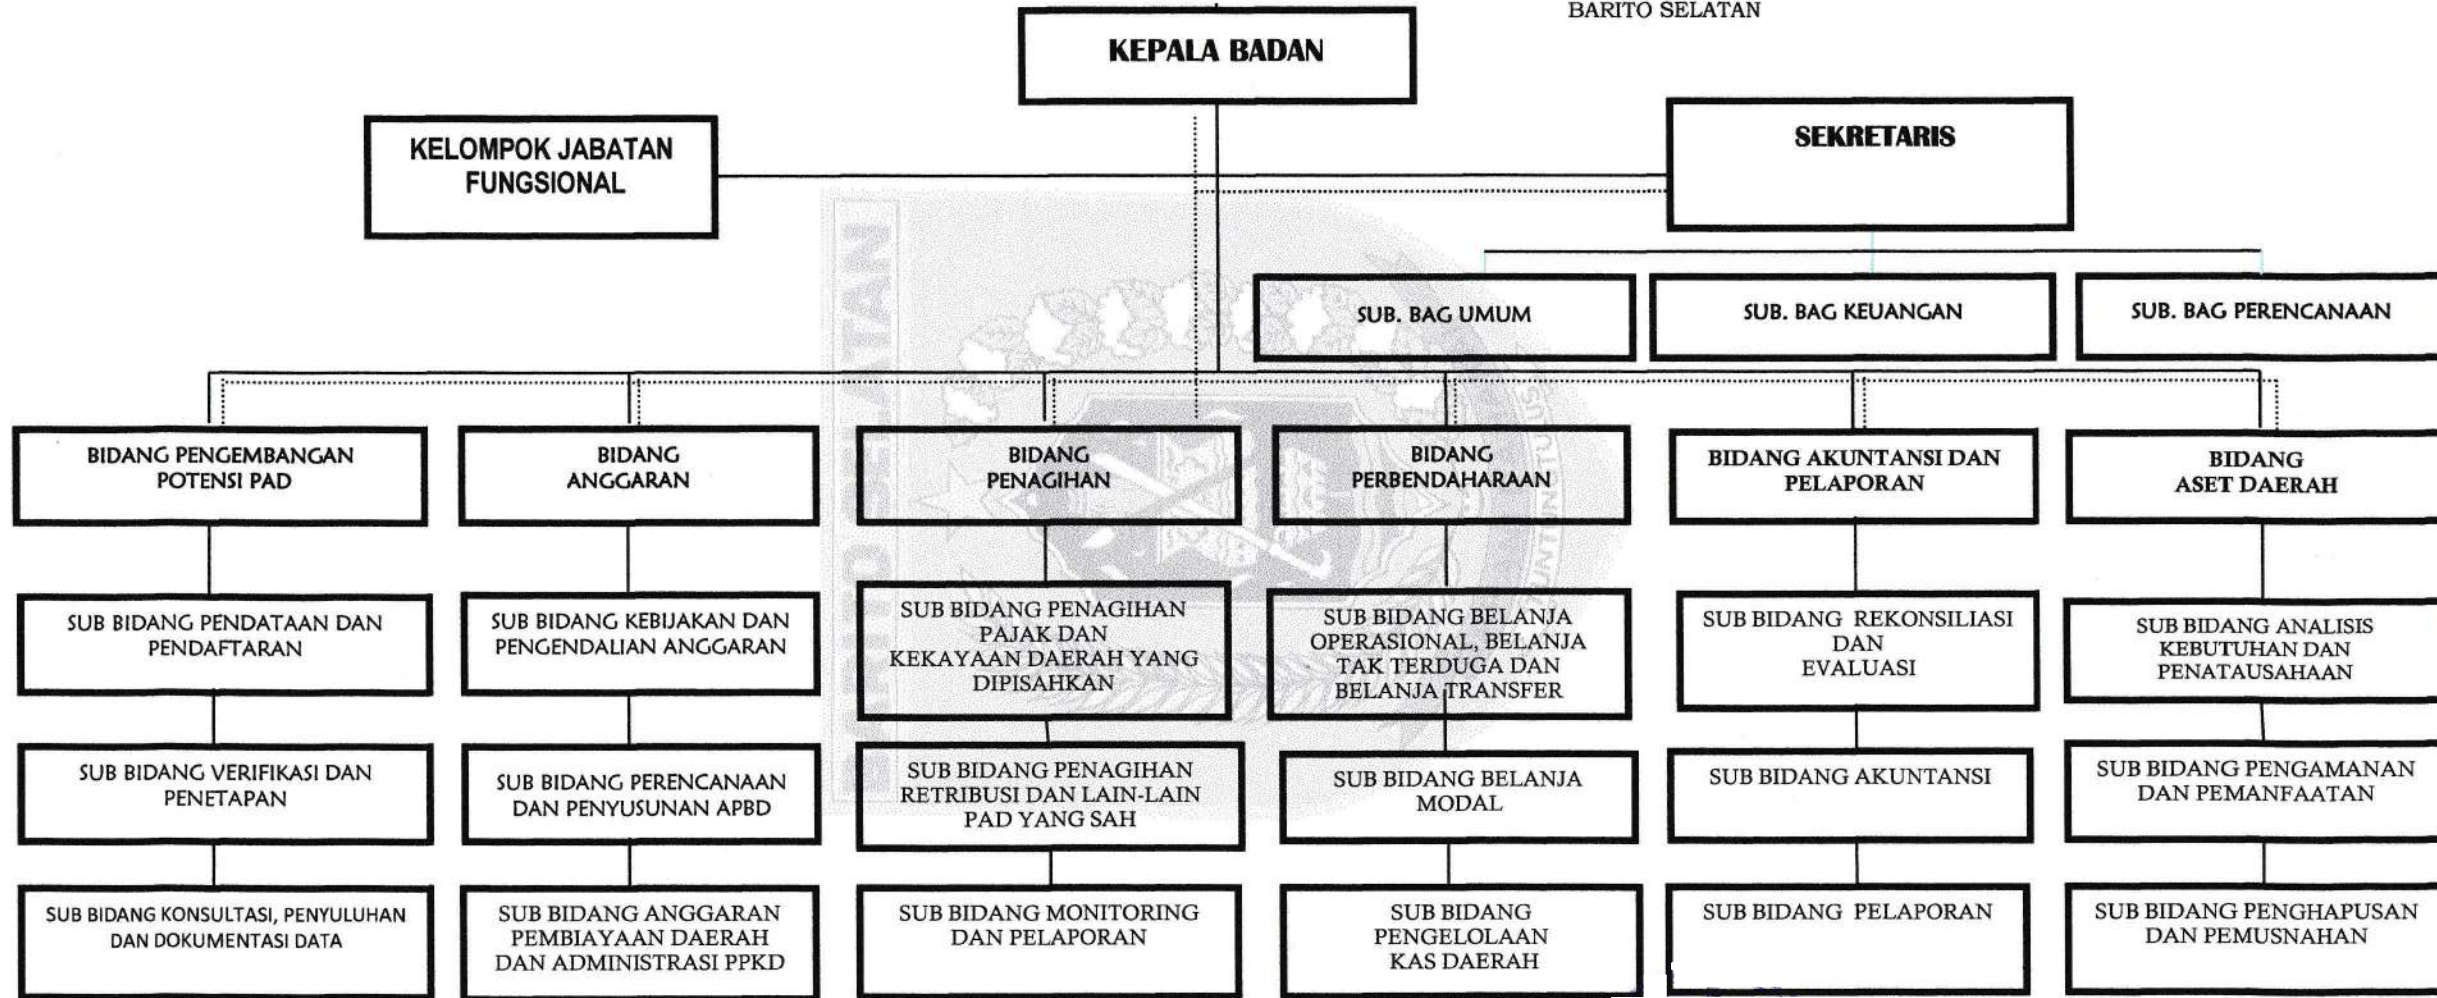 BARITO SELATAN
KEPALA BADAN
KELOMPOK JABATAN
FUNGSIONAL
SEKRETARIS
SUB. BAG UMUM
SUB. BAG KEUANGAN
SUB. BAG PERENCANAAN
BIDANG PENGEMBANGAN
POTENSI PAD
BIDANG
ANGGARAN
BIDANG
PENAGIHAN
BIDANG
PERBENDAHARAAN
BIDANG AKUNTANSI DAN
PELAPORAN
BIDANG
ASET DAERAH
SUB BIDANG PENDATAAN DAN
PENDAFTARAN
SUB BIDANG KEBIJAKAN DAN
PENGENDALIAN ANGGARAN
SUB BIDANG PENAGIHAN
PAJAK DAN
KEKAYAAN DAERAH YANG
DIPISAHKAN
SUB BIDANG BELANJA
OPERASIONAL, BELANJA
TAK TERDUGA DAN
BELANJA TRANSFER
SUB BIDANG REKONSILIASI
DAN
EVALUASI
SUB BIDANG ANALISIS
KEBUTUHAN DAN
PENATAUSAHAAN
SUB BIDANG VERIFIKASI DAN
PENETAPAN
SUB BIDANG PERENCANAAN
DAN PENYUSUNAN APBD
SUB BIDANG PENAGIHAN
RETRIBUSI DAN LAIN-LAIN
PAD YANG SAH
SUB BIDANG BELANJA
MODAL
SUB BIDANG AKUNTANSI
SUB BIDANG PENGAMANAN
DAN PEMANFAATAN
SUB BIDANG KONSULTASI, PENYULUHAN
DAN DOKUMENTASI DATA
SUB BIDANG ANGGARAN
PEMBIAYAAN DAERAH
DAN ADMINISTRASI PPKD
SUB BIDANG MONITORING
DAN PELAPORAN
SUB BIDANG
PENGELOLAAN
KAS DAERAH
SUB BIDANG PELAPORAN
SUB BIDANG PENGHAPUSAN
DAN PEMUSNAHAN
BARITO SELATAN